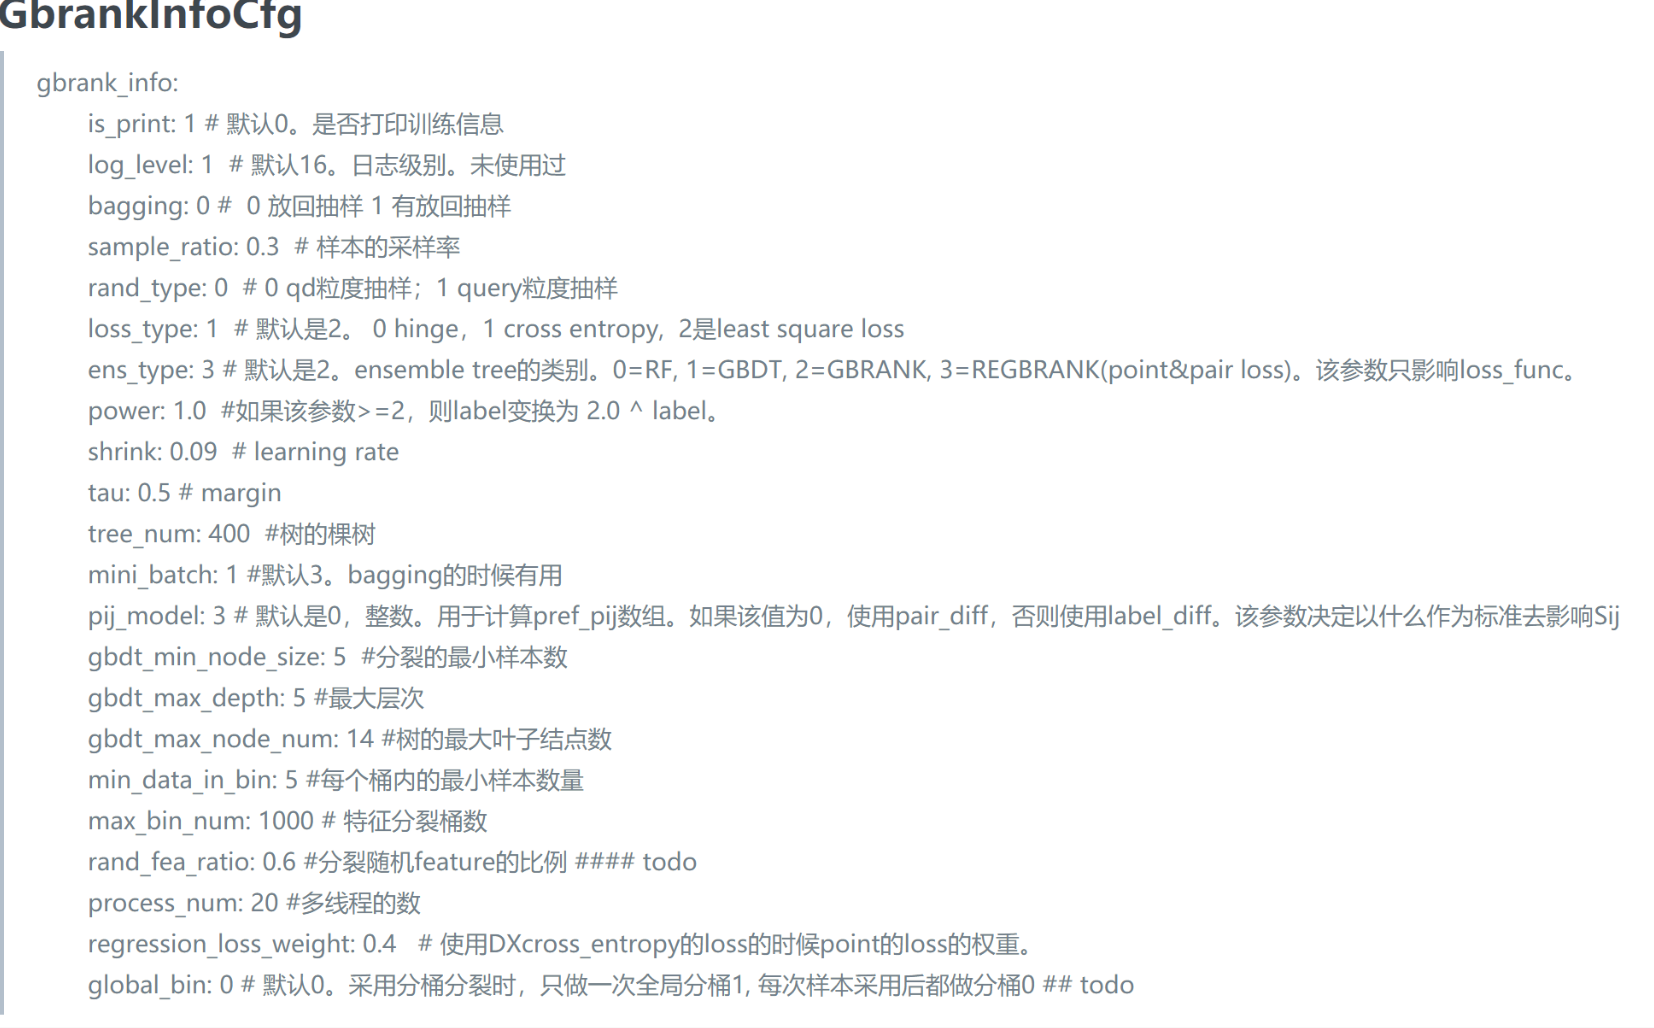 GbrankInfoCfg
gbrank_info:
is_print: 1 # 默认0。是否打印训练信息
log_level: 1  # 默认16。日志级别。未使用过
bagging: 0 #  0 放回抽样 1 有放回抽样
sample_ratio: 0.3  # 样本的采样率
rand_type: 0  # 0 qd粒度抽样；1 query粒度抽样
loss_type: 1  # 默认是2。 0 hinge，1 cross entropy，2是least square loss
ens_type: 3 # 默认是2。ensemble tree的类别。0=RF, 1=GBDT, 2=GBRANK, 3=REGBRANK(point&pair loss)。该参数只影响loss_func。
power: 1.0  #如果该参数>=2，则label变换为 2.0 ^ label。
shrink: 0.09  # learning rate
tau: 0.5 # margin
tree_num: 400  #树的棵树
mini_batch: 1 #默认3。bagging的时候有用
pij_model: 3 # 默认是0，整数。用于计算pref_pij数组。如果该值为0，使用pair_diff，否则使用label_diff。该参数决定以什么作为标准去影响Sij
gbdt_min_node_size: 5  #分裂的最小样本数
gbdt_max_depth: 5 #最大层次
gbdt_max_node_num: 14 #树的最大叶子结点数
min_data_in_bin: 5 #每个桶内的最小样本数量
max_bin_num: 1000 # 特征分裂桶数
rand_fea_ratio: 0.6 #分裂随机feature的比例 #### todo
process_num: 20 #多线程的数
regression_loss_weight: 0.4   # 使用DXcross_entropy的loss的时候point的loss的权重。
global_bin: 0 # 默认0。采用分桶分裂时，只做一次全局分桶1, 每次样本采用后都做分桶0 ## todo